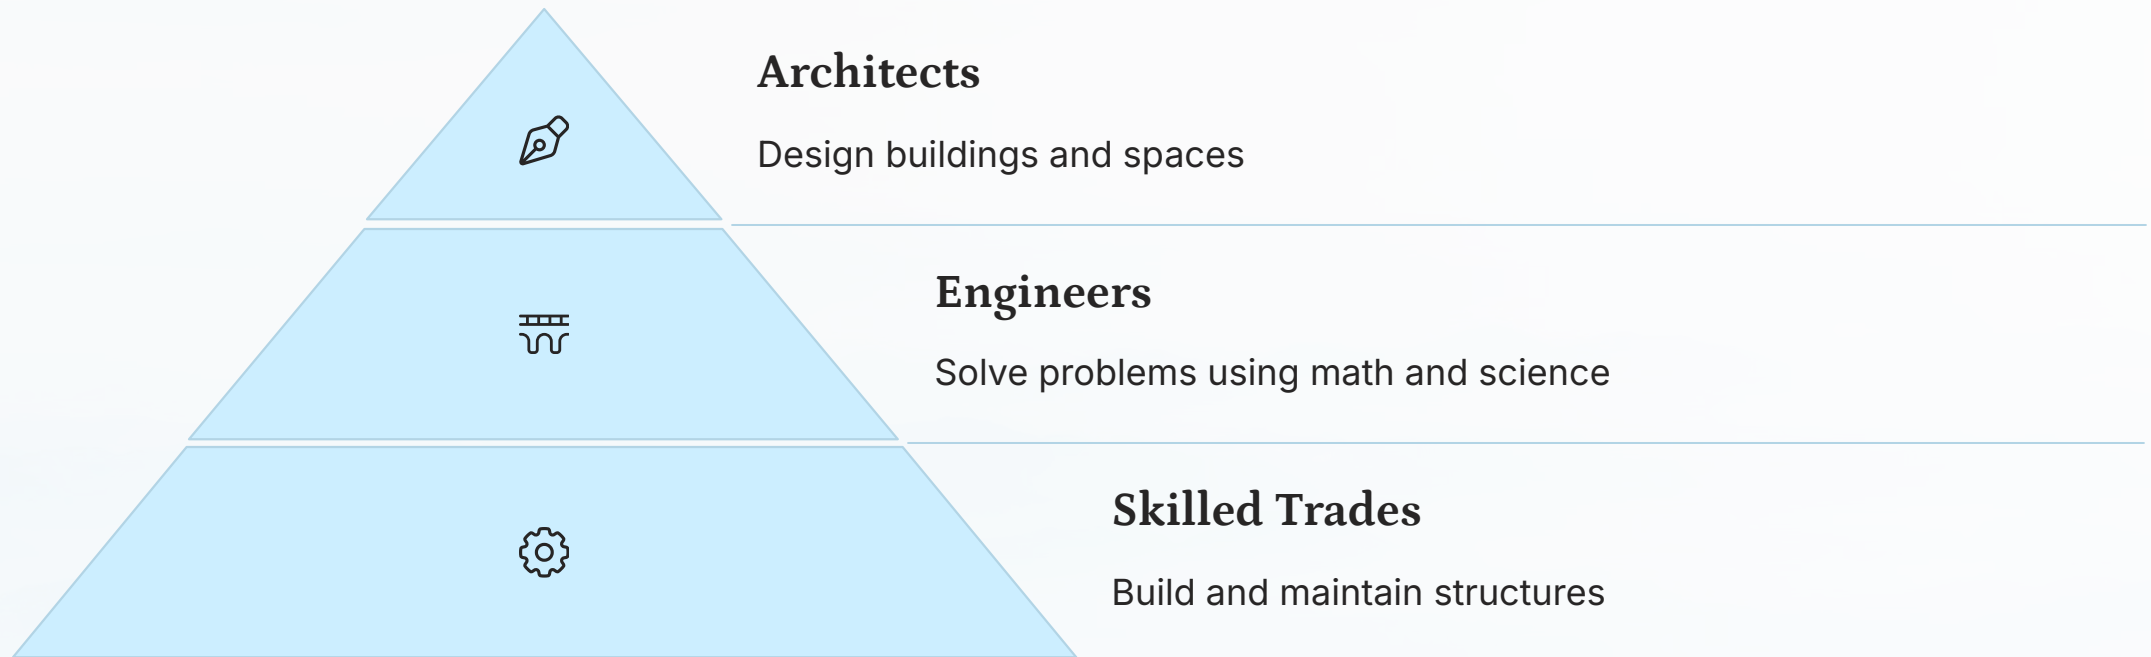 Architects
Design buildings and spaces
Engineers
Solve problems using math and science
Skilled Trades
Build and maintain structures